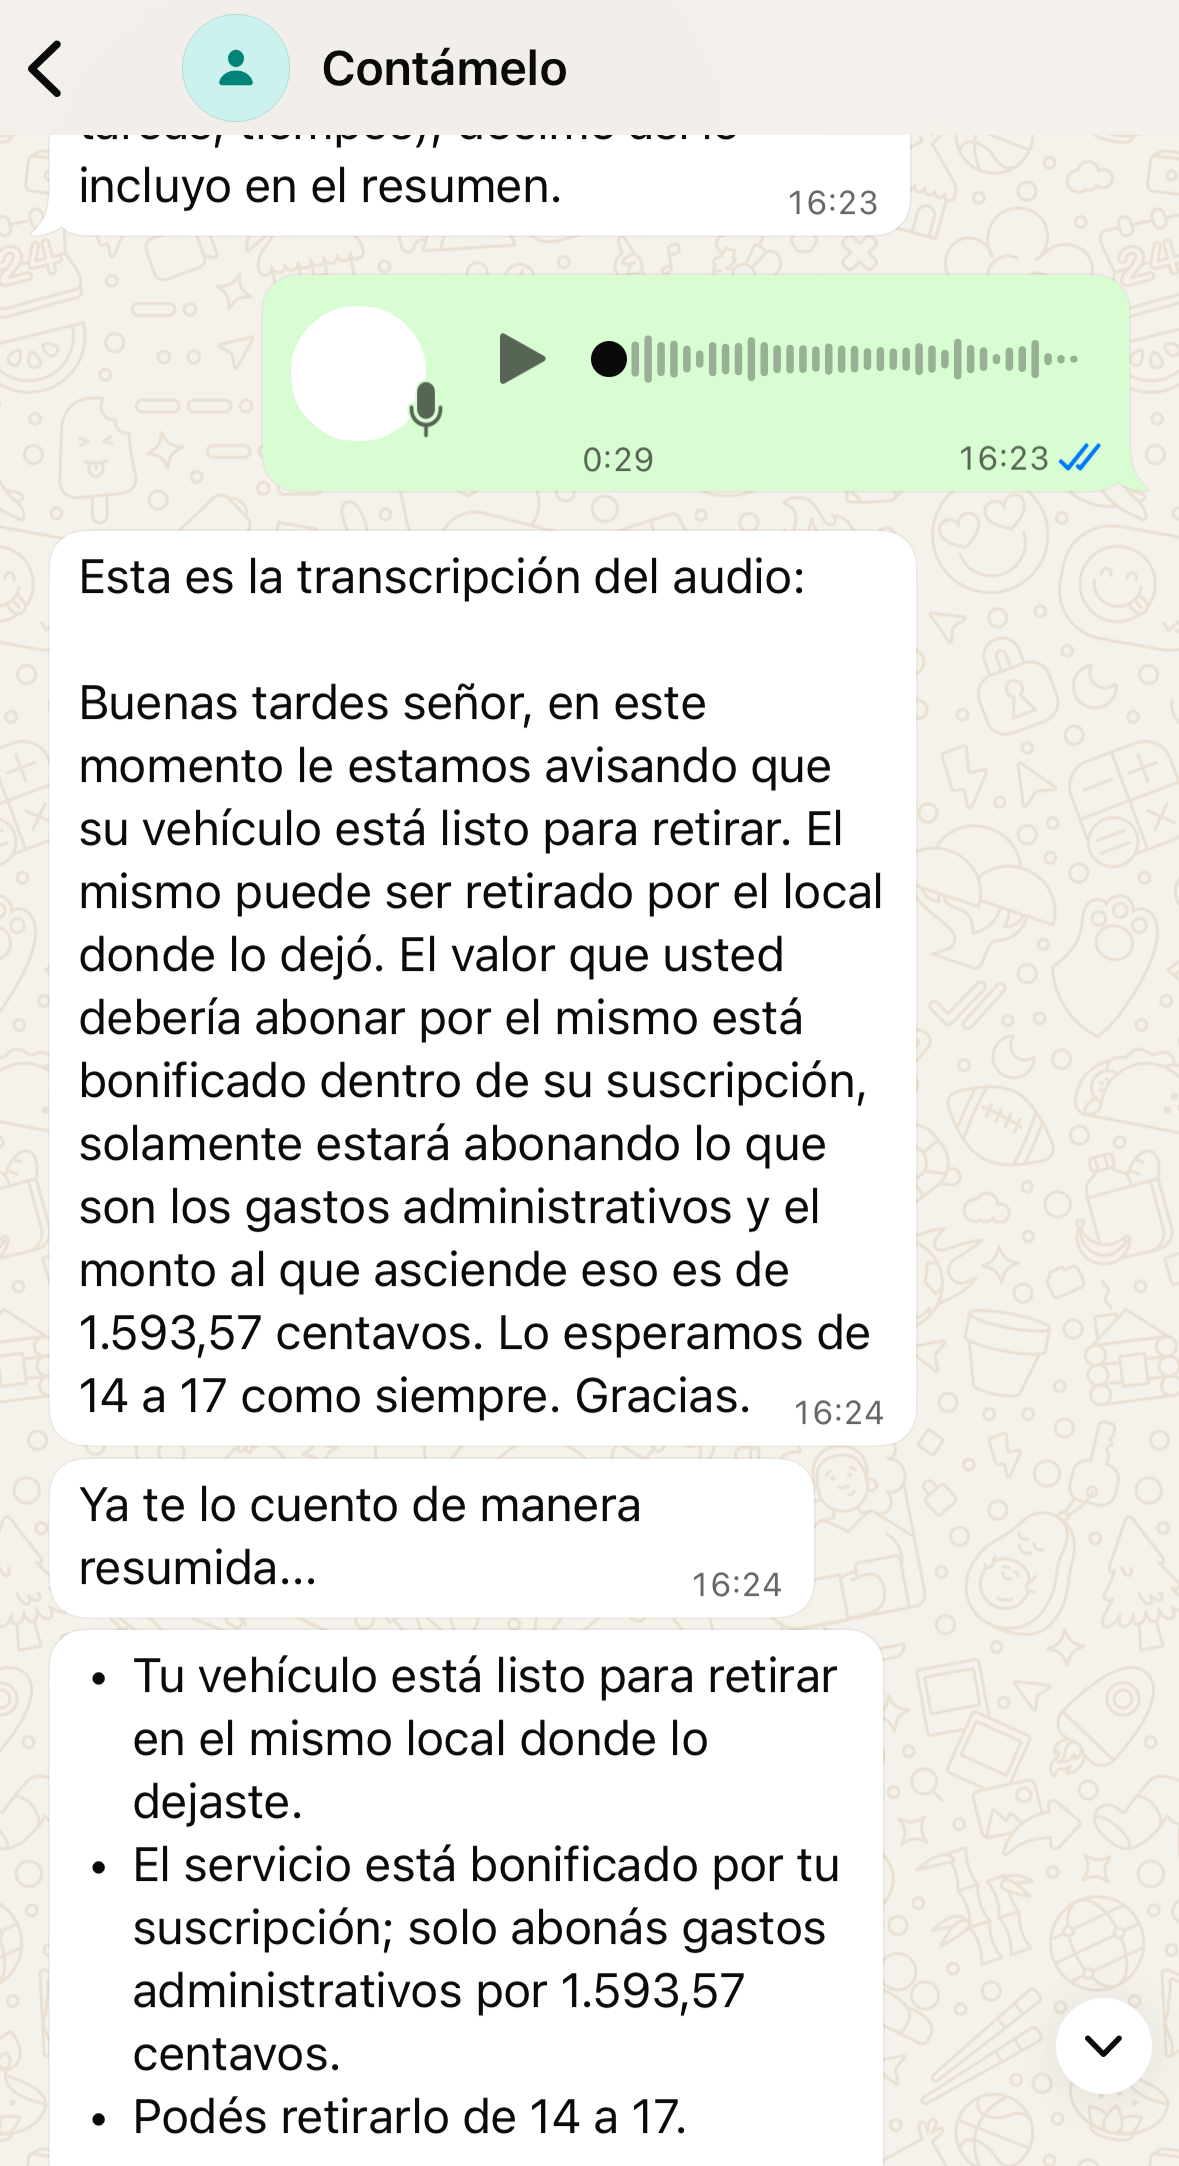 Contámelo
incluyo en el resumen.
16:23
0:29
16:23
Esta es la transcripción del audio:
Buenas tardes señor, en este
momento le estamos avisando que
su vehículo está listo para retirar. El
mismo puede ser retirado por el local
donde lo dejó. El valor que usted
debería abonar por el mismo está
bonificado dentro de su suscripción,
solamente estará abonando lo que
son los gastos administrativos y el
monto al que asciende eso es de
1.593,57 centavos. Lo esperamos de
14 a 17 como siempre. Gracias.
16:24
Ya te lo cuento de manera
resumida...
16:24
• Tu vehículo está listo para retirar
en el mismo local donde lo
dejaste.
• El servicio está bonificado por tu
suscripción; solo abonás gastos
administrativos por 1.593,57
centavos.
• Podés retirarlo de 14 a 17.